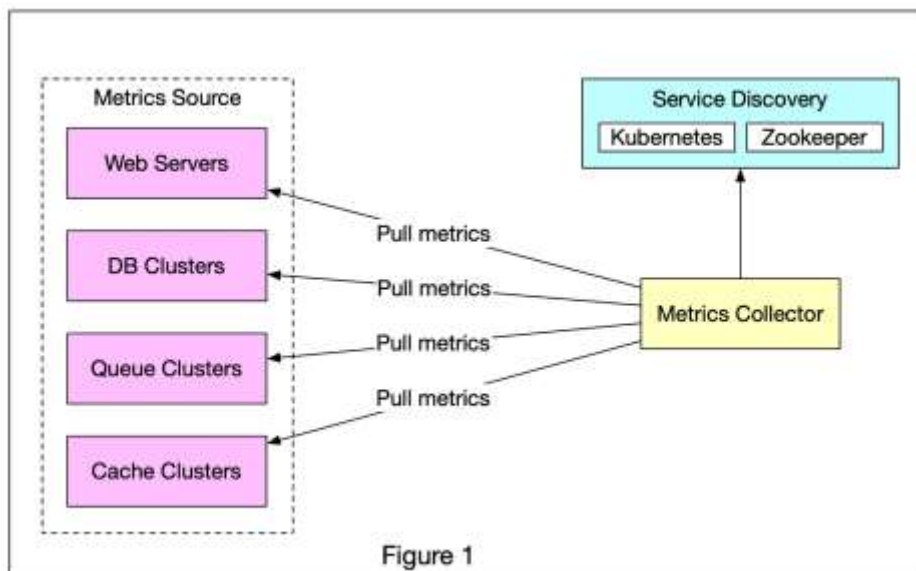 Metrics Source
Web Servers
DB Clusters
Queue Clusters
Cache Clusters
Pull metrics
Pull metrics
Pull metrics
Pull metrics
Service Discovery
Kubernetes Zookeeper
Metrics Collector
Figure 1